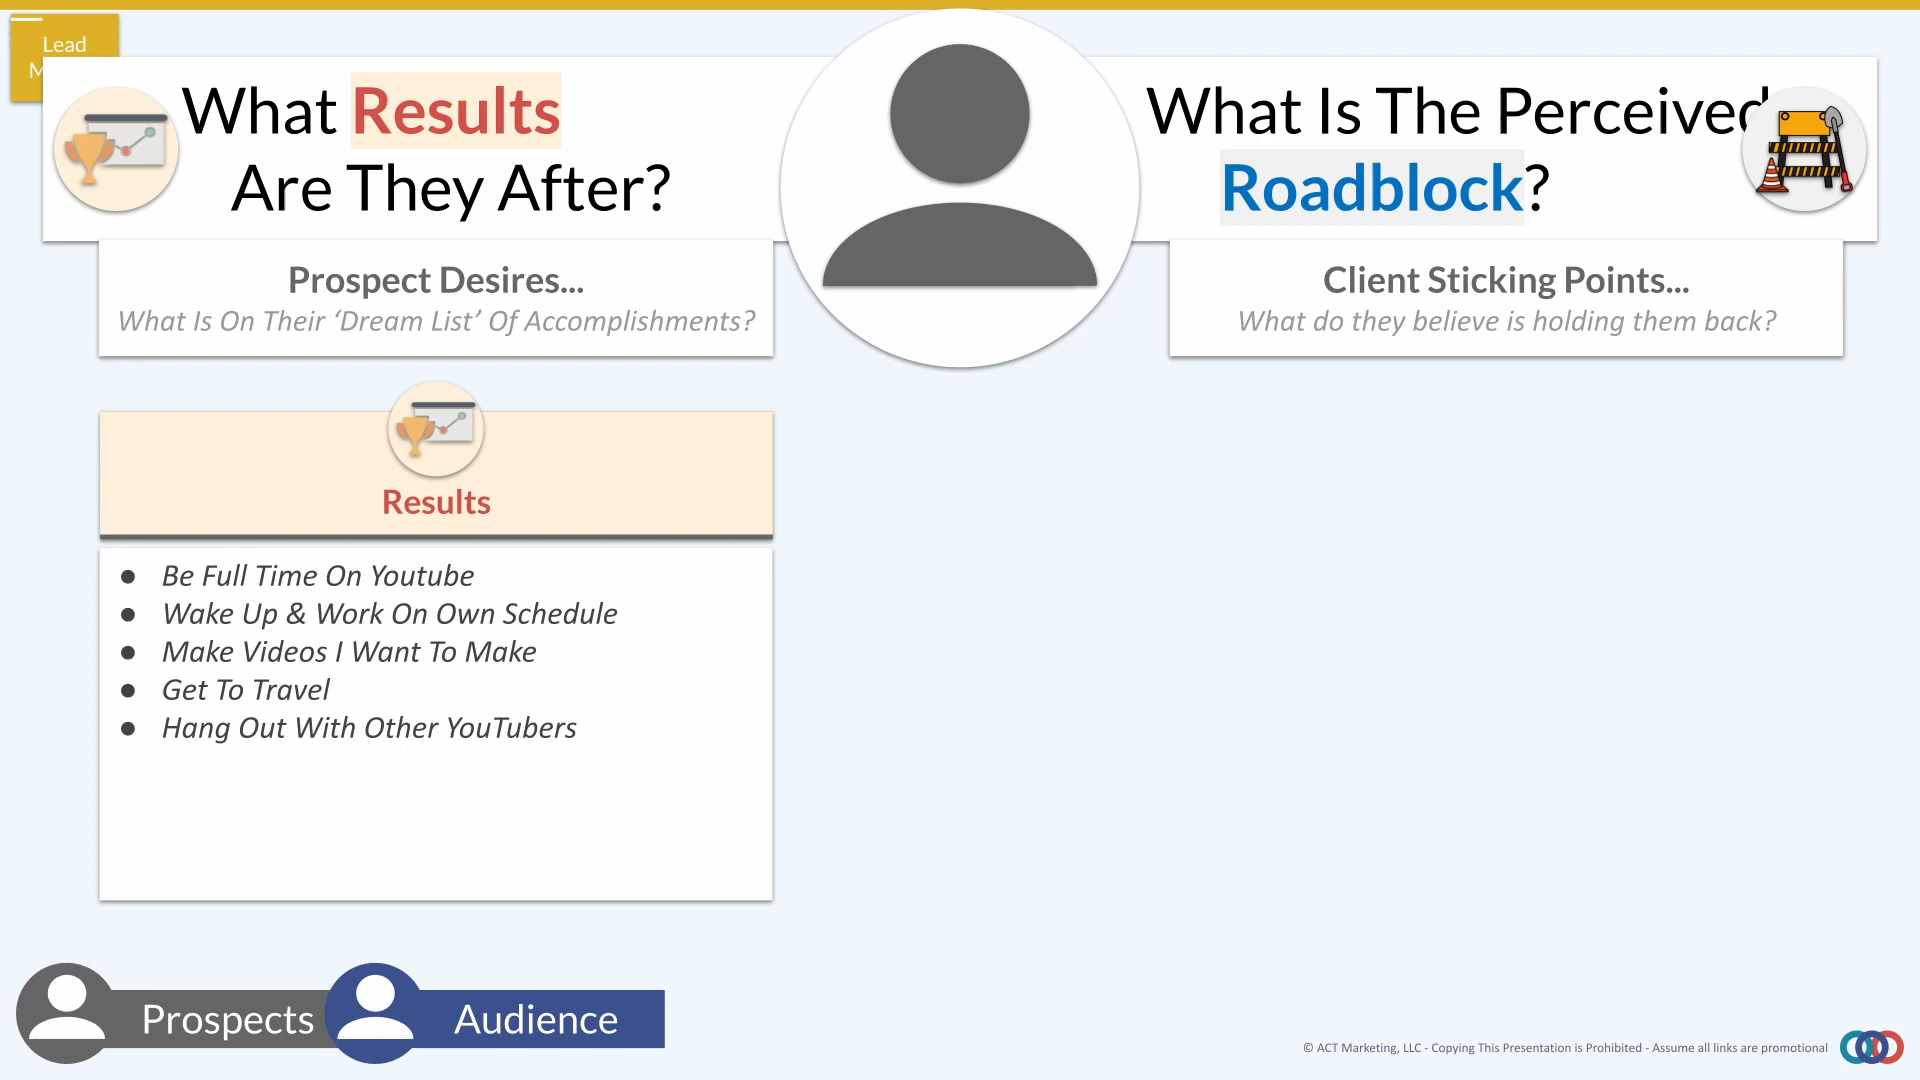 Lead
What Results
Are They After?
What Is The Perceived
Roadblock?
Prospect Desires...
What Is On Their ‘Dream List’ Of Accomplishments?
Client Sticking Points...
What do they believe is holding them back?
Results
● Be Full Time On Youtube
● Wake Up & Work On Own Schedule
● Make Videos I Want To Make
● Get To Travel
● Hang Out With Other YouTubers
Prospects
Audience
© ACT Marketing, LLC - Copying This Presentation is Prohibited - Assume all links are promotional